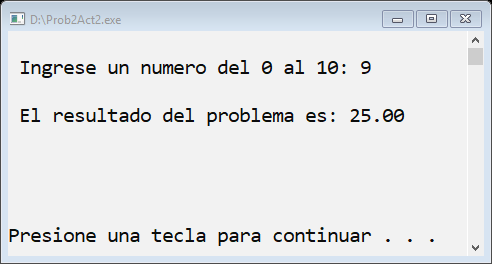 D:\Prob2Act2.exe
Ingrese un numero del 0 al 10: 9
El resultado del problema es: 25.00
Presione una tecla para continuar . . .